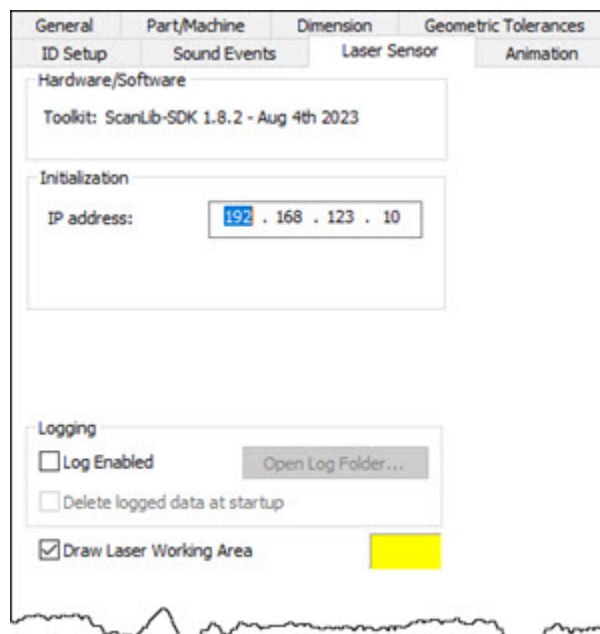 General Part/Machine Dimension Geometric Tolerances
ID Setup Sound Events Laser Sensor Animation
Hardware/Software
Toolkit: ScanLib-SDK 1.8.2 - Aug 4th 2023
Initialization
IP address: 192 . 168 . 123 . 10
Logging
Log Enabled Open Log Folder...
Delete logged data at startup
Draw Laser Working Area